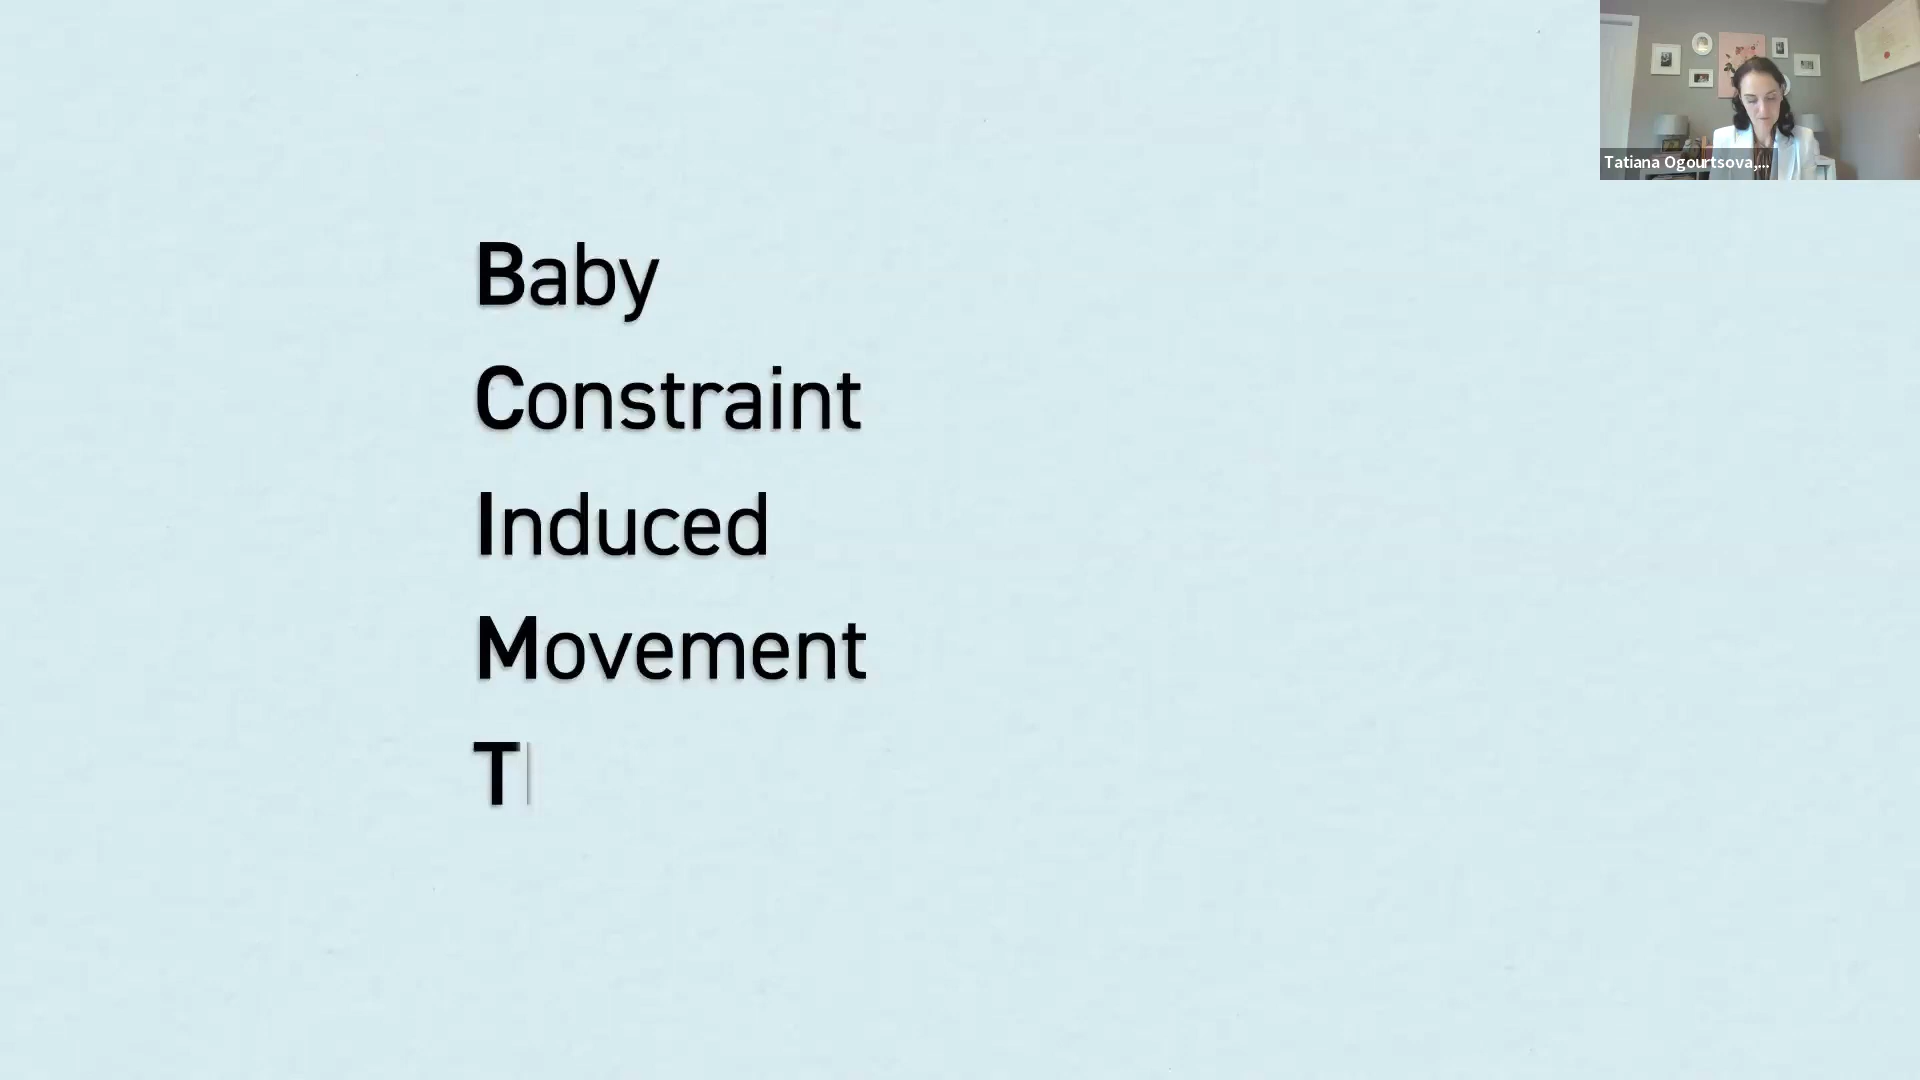 Tatiana Ogourtsova,...
Baby
Constraint
Induced
Movement
T